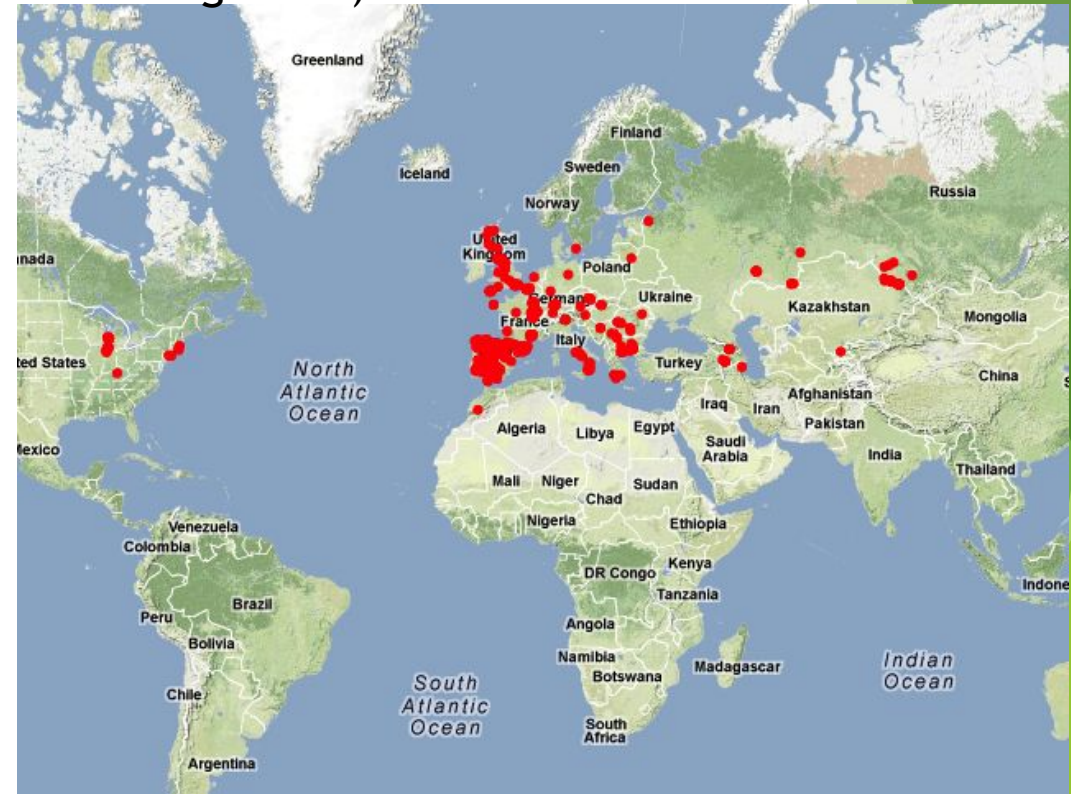 Greenland
Finland
Iceland
Sweden
Norway
Russia
United
Kingdom
anada
Poland
Germany
Ukraine
Kazakhstan
Mongolia
France
Italy
ted States
Turkey
China
North
Atlantic
Ocean
Afghanistan
Iraq
Iran
Pakistan
Algeria
Libya
Egypt
Saudi
Arabia
India
Mexico
Thailand
Mali
Niger
Chad
Sudan
Nigeria
Ethiopia
Venezuela
Colombia
DR Congo
Kenya
Indone
Tanzania
Brazil
Peru
Angola
Bolivia
Namibia
Botswana
Madagascar
Indian
Ocean
Chile
South
Atlantic
Ocean
South
Africa
Argentina